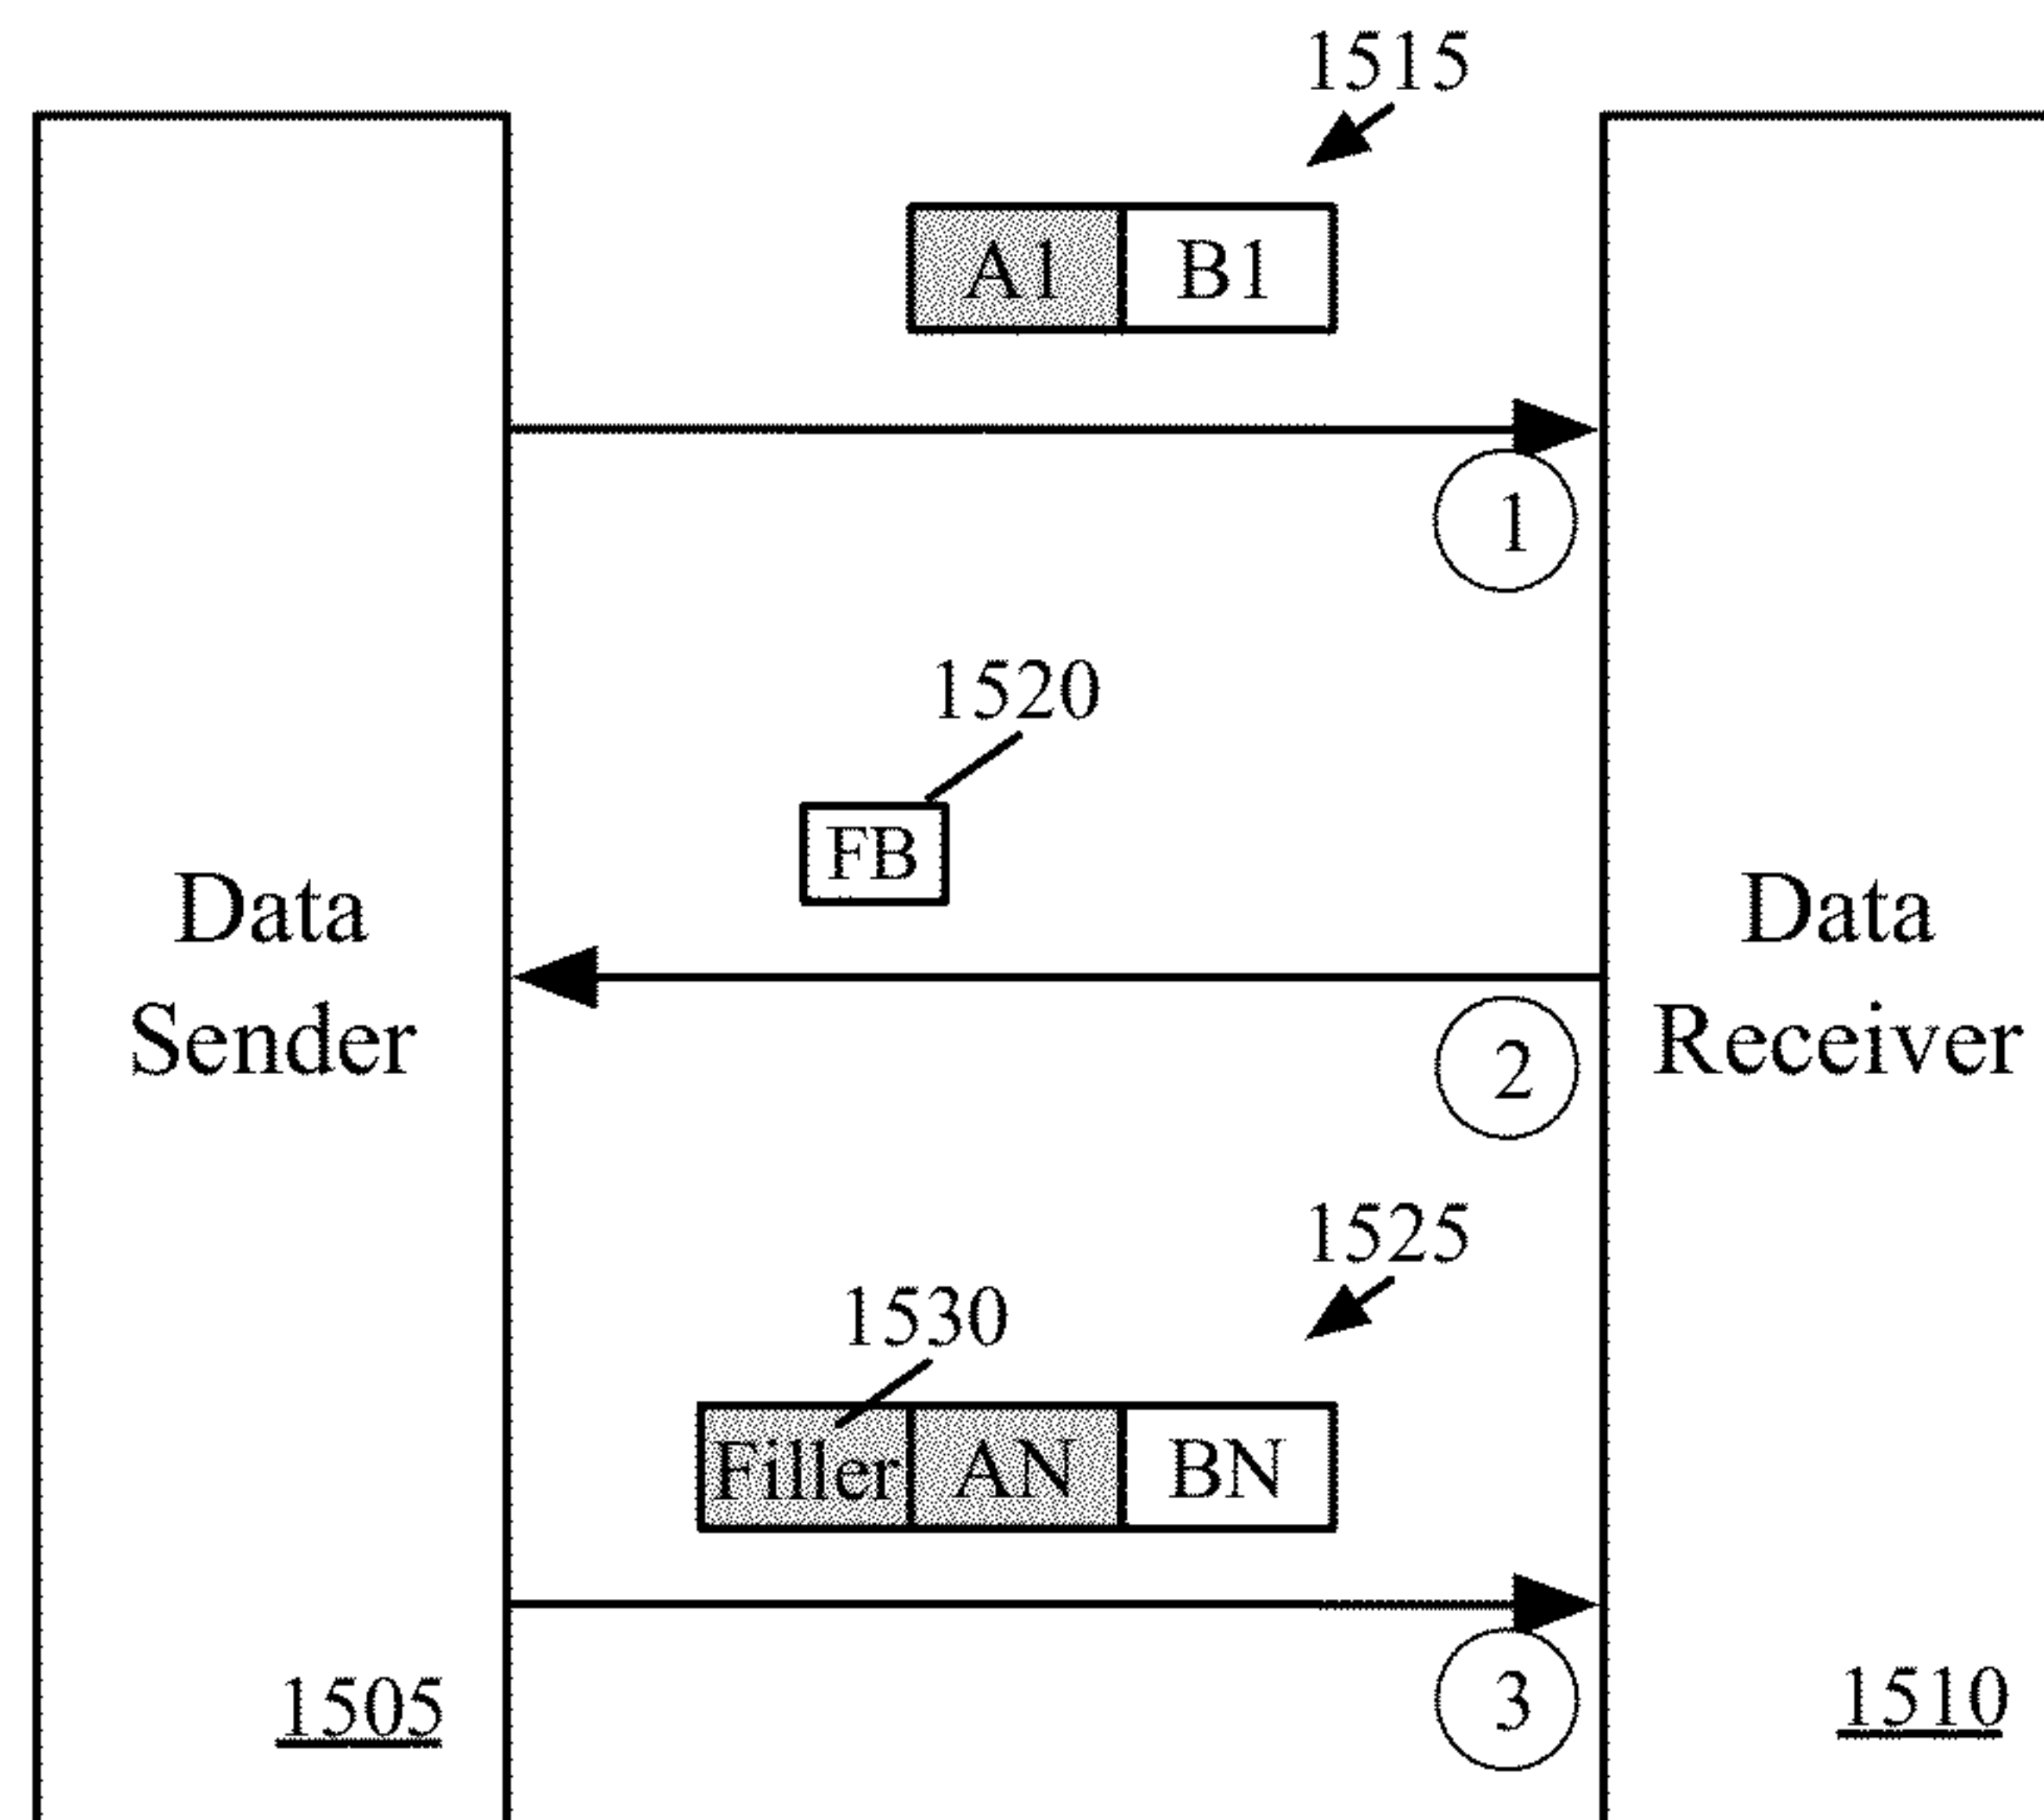 1515
A1 B1
1
1520
FB
Data
Sender
Data
Receiver
2
1525
1530
Filler AN BN
3
1505
1510